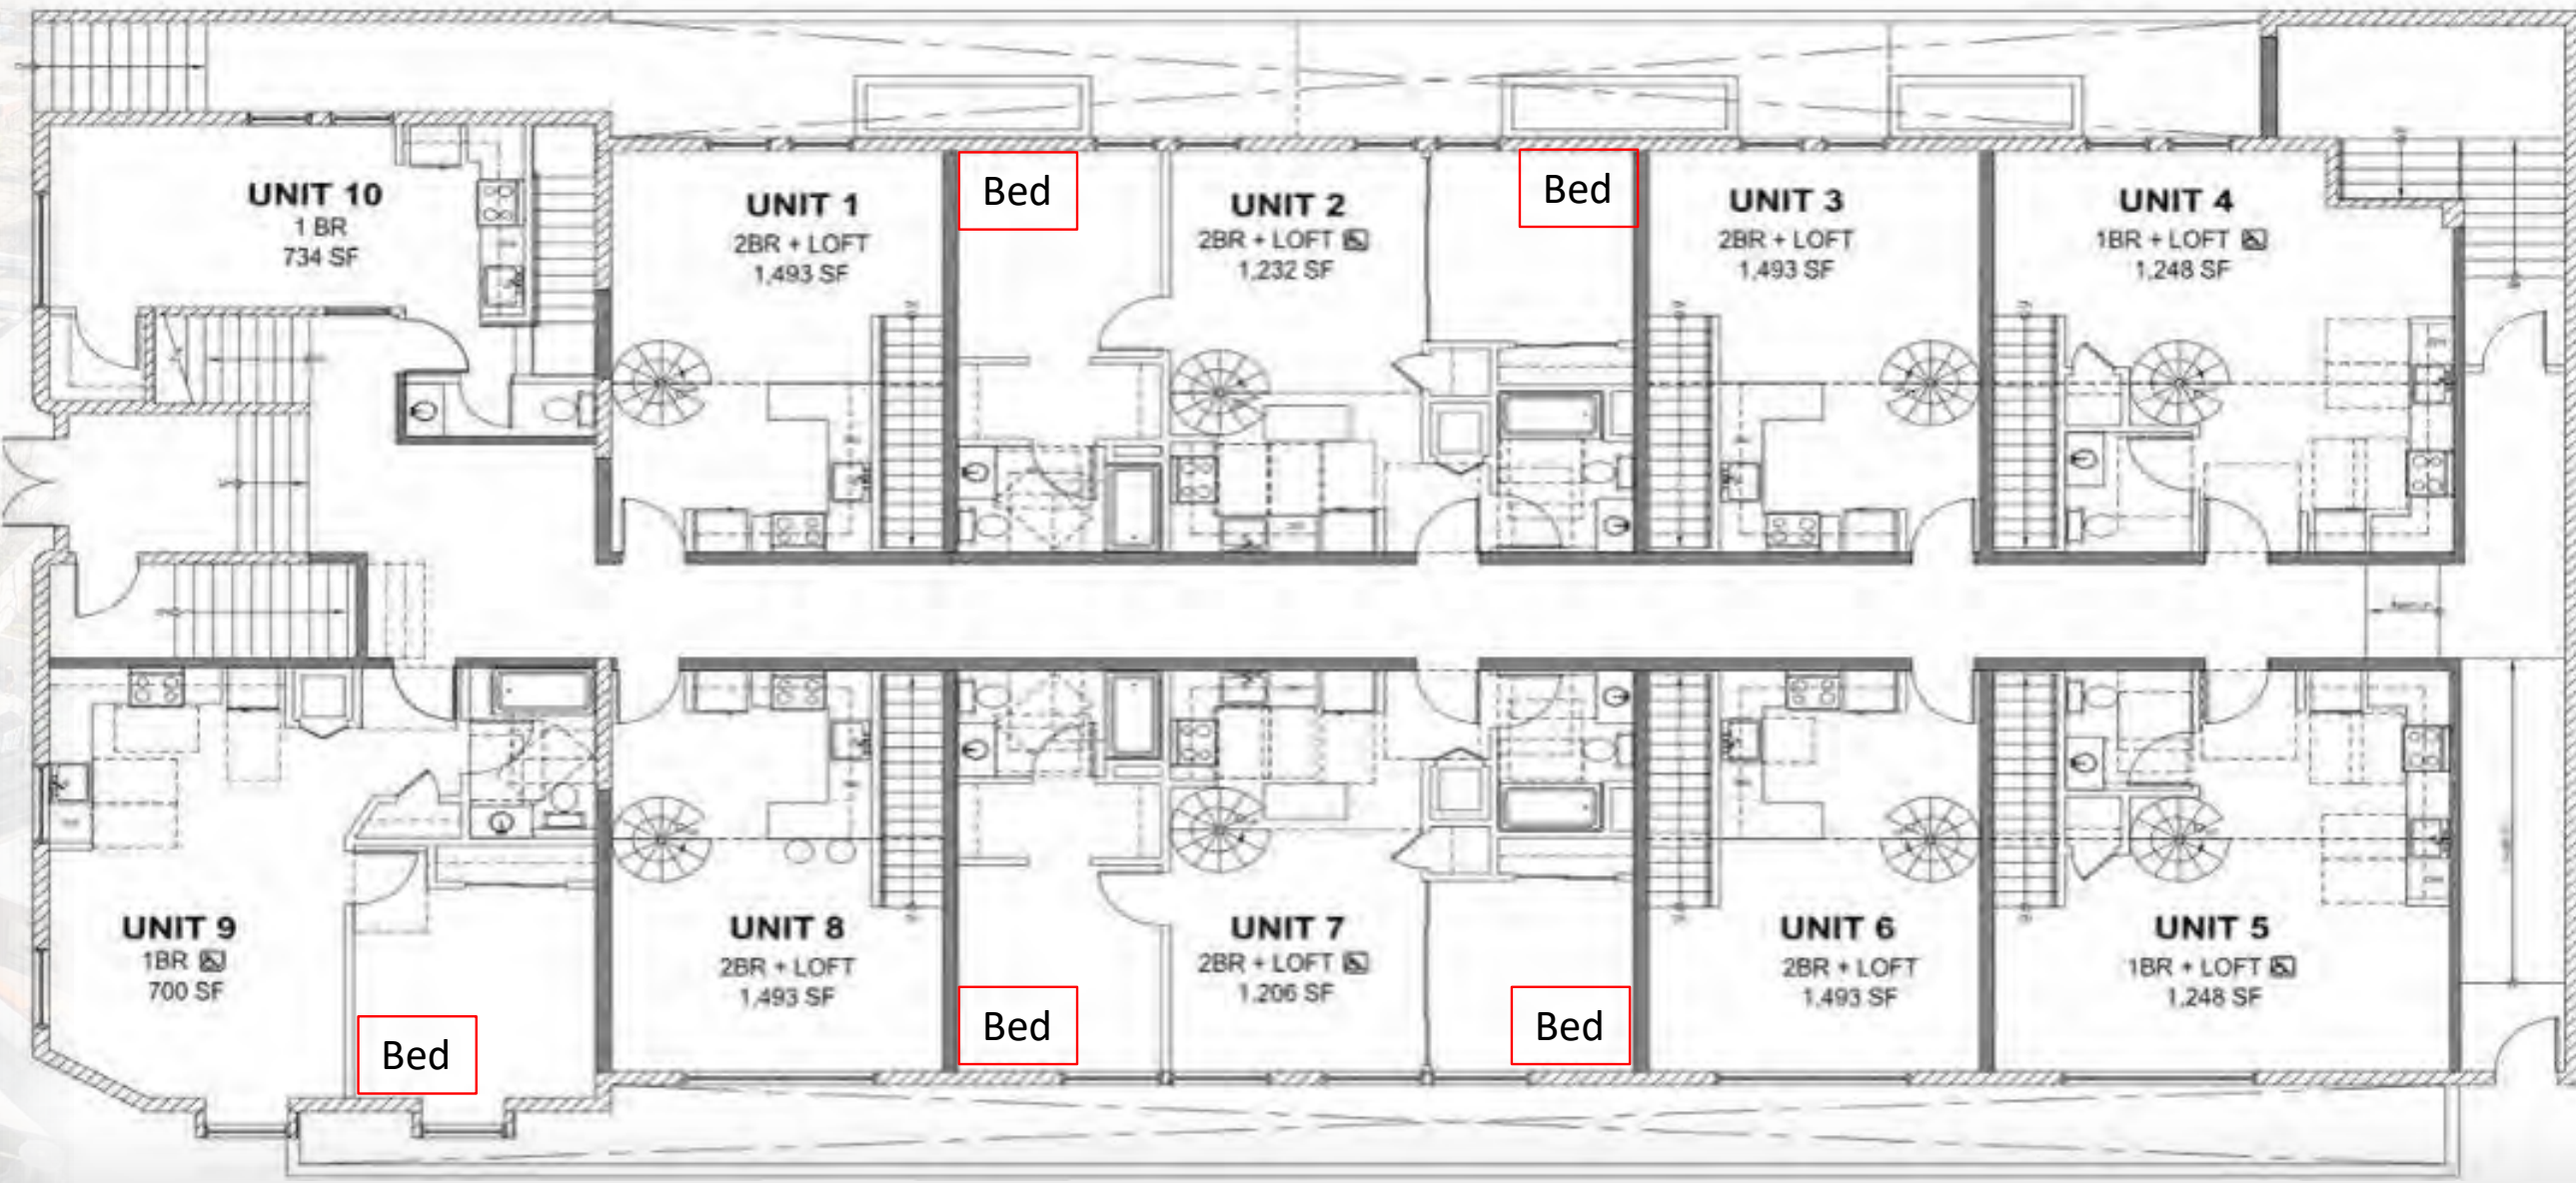 UNIT 10
1 BR
734 SF
UNIT 1
2BR + LOFT
1,493 SF
Bed
UNIT 2
2BR + LOFT
1,232 SF
Bed
UNIT 3
2BR + LOFT
1,493 SF
UNIT 4
1BR + LOFT
1,248 SF
UNIT 9
1BR
700 SF
Bed
UNIT 8
2BR + LOFT
1,493 SF
Bed
UNIT 7
2BR + LOFT
1,206 SF
Bed
UNIT 6
2BR + LOFT
1,493 SF
UNIT 5
1BR + LOFT
1,248 SF